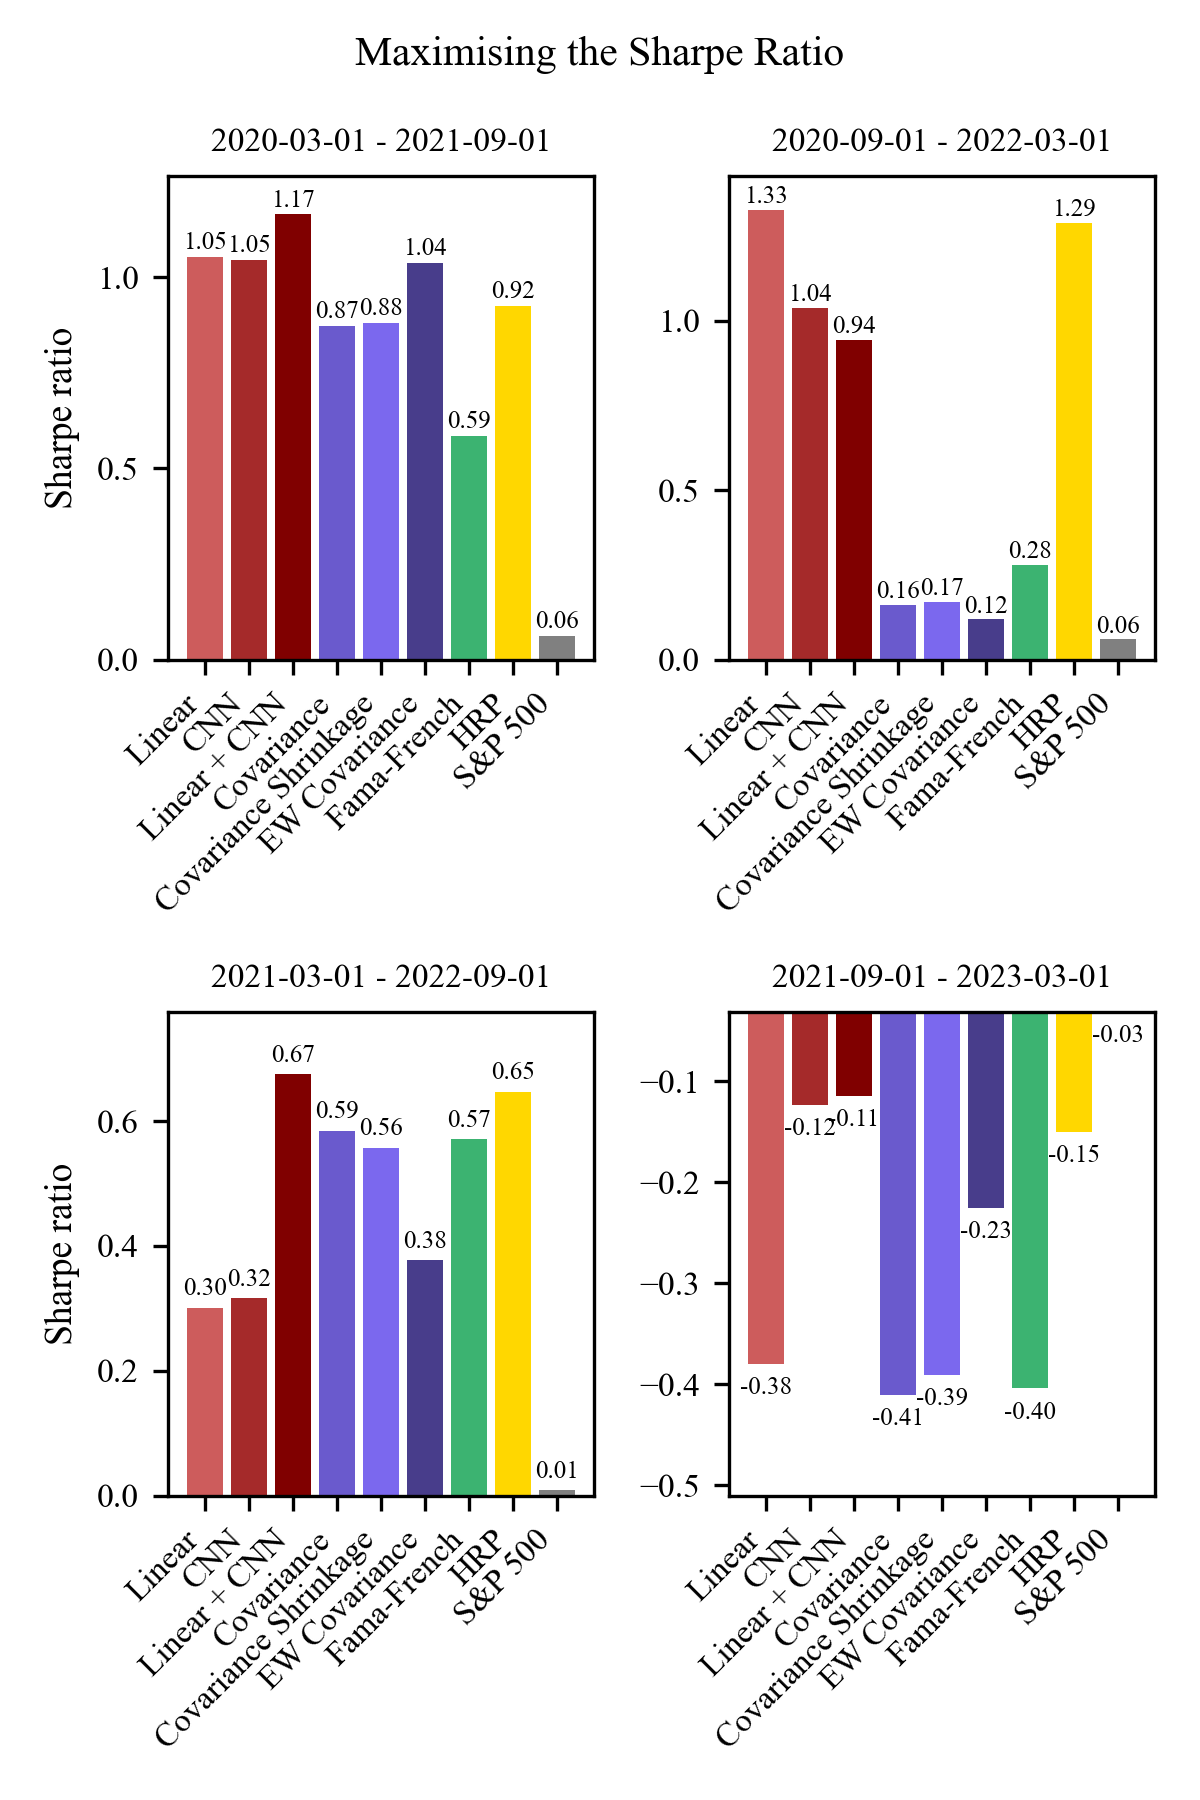 Maximising the Sharpe Ratio
2020-03-01 - 2021-09-01
Sharpe ratio
1.0
0.5
0.0
1.05
1.05
1.17
0.87
0.88
1.04
0.59
0.92
0.06
Linear
CNN
Linear + CNN
Covariance
Covariance Shrinkage
EW Covariance
Fama-French
HRP
S&P 500
2020-09-01 - 2022-03-01
1.0
0.5
0.0
1.33
1.04
0.94
0.16
0.17
0.12
0.28
1.29
0.06
Linear
CNN
Linear + CNN
Covariance
Covariance Shrinkage
EW Covariance
Fama-French
HRP
S&P 500
2021-03-01 - 2022-09-01
Sharpe ratio
0.6
0.4
0.2
0.0
0.30
0.32
0.67
0.59
0.56
0.38
0.57
0.65
0.01
Linear
CNN
Linear + CNN
Covariance
Covariance Shrinkage
EW Covariance
Fama-French
HRP
S&P 500
2021-09-01 - 2023-03-01
−0.1
−0.2
−0.3
−0.4
−0.5
-0.38
-0.12
-0.11
-0.41
-0.39
-0.23
-0.40
-0.15
-0.03
Linear
CNN
Linear + CNN
Covariance
Covariance Shrinkage
EW Covariance
Fama-French
HRP
S&P 500